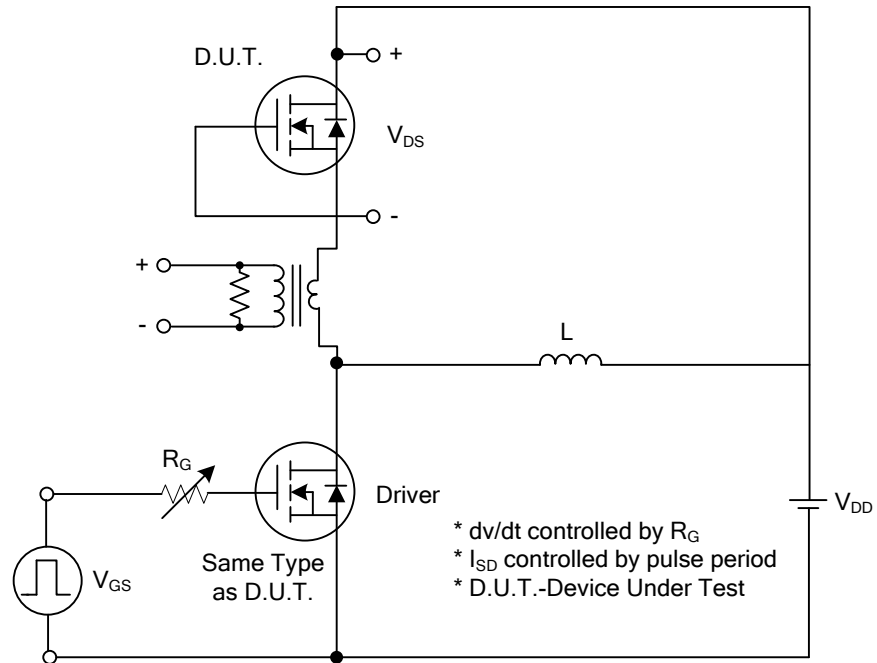 D.U.T.
+
V_DS
-
+
-
L
R_G
Driver
V_DD
V_GS
Same Type
as D.U.T.
* dv/dt controlled by R_G
* I_SD controlled by pulse period
* D.U.T.-Device Under Test